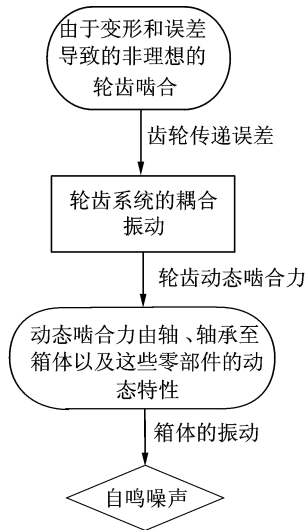 由于变形和误差
导致的非理想的
轮齿啮合
齿轮传递误差
轮齿系统的耦合
振动
轮齿动态啮合力
动态啮合力由轴、轴承至
箱体以及这些零部件的动
态特性
箱体的振动
自鸣噪声